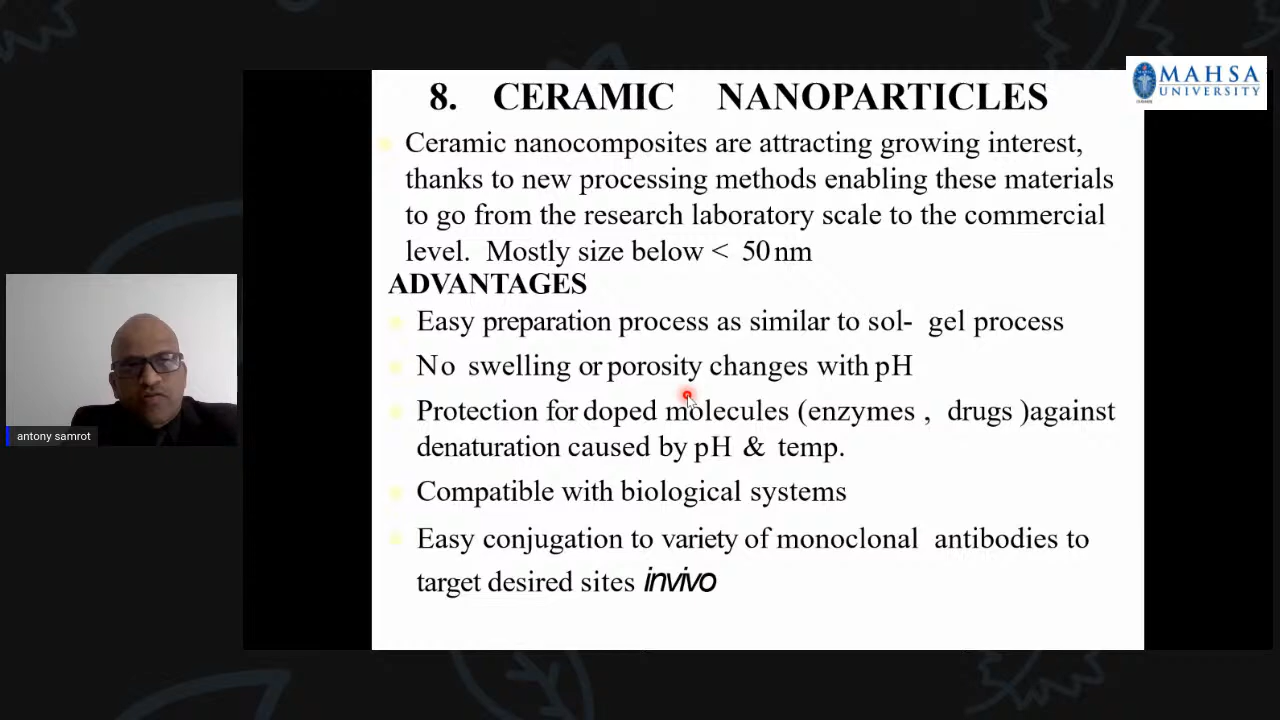 MAHSA
UNIVERSITY
8. CERAMIC NANOPARTICLES
Ceramic nanocomposites are attracting growing interest,
thanks to new processing methods enabling these materials
to go from the research laboratory scale to the commercial
level. Mostly size below < 50 nm
ADVANTAGES
Easy preparation process as similar to sol- gel process
No swelling or porosity changes with pH
Protection for doped molecules (enzymes , drugs )against
denaturation caused by pH & temp.
Compatible with biological systems
Easy conjugation to variety of monoclonal antibodies to
target desired sites invivo
antony samrot